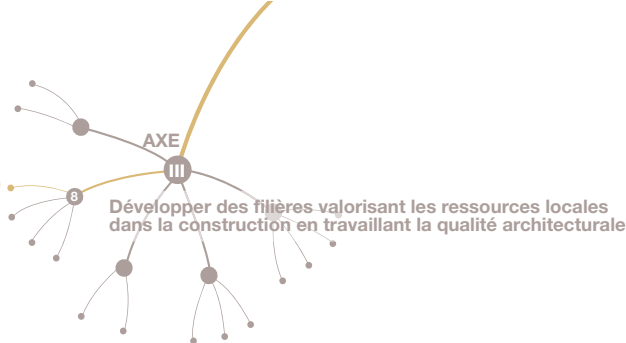 AXE
III
8
Développer des filières valorisant les ressources locales
dans la construction en travaillant la qualité architecturale